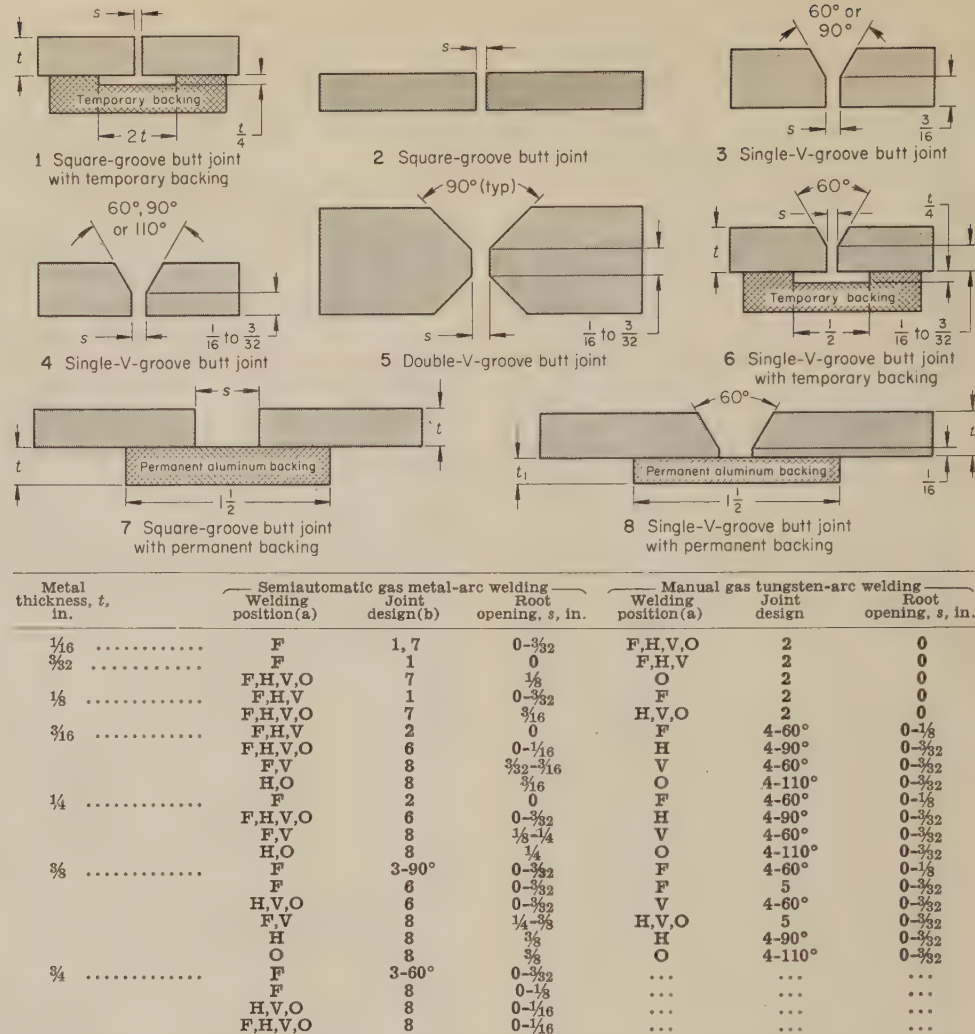 s
t
Temporary backing
2t
t/4
1 Square-groove butt joint
with temporary backing
s
2 Square-groove butt joint
60° or
90°
s
3/16
3 Single-V-groove butt joint
60°, 90°
or 110°
s
1/16 to 3/32
4 Single-V-groove butt joint
90° (typ)
s
1/16 to 3/32
5 Double-V-groove butt joint
60°
s
t/4
t
Temporary backing
1/2
1/16 to 3/32
6 Single-V-groove butt joint
with temporary backing
s
t
t
Permanent aluminum backing
1 1/2
7 Square-groove butt joint
with permanent backing
60°
t
t₁
Permanent aluminum backing
1/16
1 1/2
8 Single-V-groove butt joint
with permanent backing
Metal Semiautomatic gas metal-arc welding Manual gas tungsten-arc welding
thickness, t, Welding Joint Root Welding Joint Root
in. position(a) design(b) opening, s, in. position(a) design opening, s, in.
1/16 ............ F 1, 7 0-3/32 F,H,V,O 2 0
3/32 ............ F 1 0 F,H,V 2 0
F,H,V,O 7 1/8 O 2 0
1/8 ............ F,H,V 1 0-3/32 F 2 0
F,H,V,O 7 3/16 H,V,O 2 0
3/16 ............ F,H,V 2 0 F 4-60° 0-1/8
F,H,V,O 6 0-1/16 H 4-90° 0-3/32
F,V 8 3/32-3/16 V 4-60° 0-3/32
H,O 8 3/16 O 4-110° 0-3/32
1/4 ............ F 2 0 F 4-60° 0-1/8
F,H,V,O 6 0-3/32 H 4-90° 0-3/32
F,V 8 1/8-1/4 V 4-60° 0-3/32
H,O 8 1/4 O 4-110° 0-3/32
3/8 ............ F 3-90° 0-3/32 F 4-60° 0-1/8
F 6 0-3/32 F 5 0-3/32
H,V,O 6 0-3/32 V 4-60° 0-3/32
F,V 8 1/4-3/8 H,V,O 5 0-3/32
H 8 3/8 H 4-90° 0-3/32
O 8 3/8 O 4-110° 0-3/32
3/4 ............ F 3-60° 0-3/32 ... ... ...
F 8 0-1/8 ... ... ...
H,V,O 8 0-1/16 ... ... ...
F,H,V,O 8 0-1/16 ... ... ...